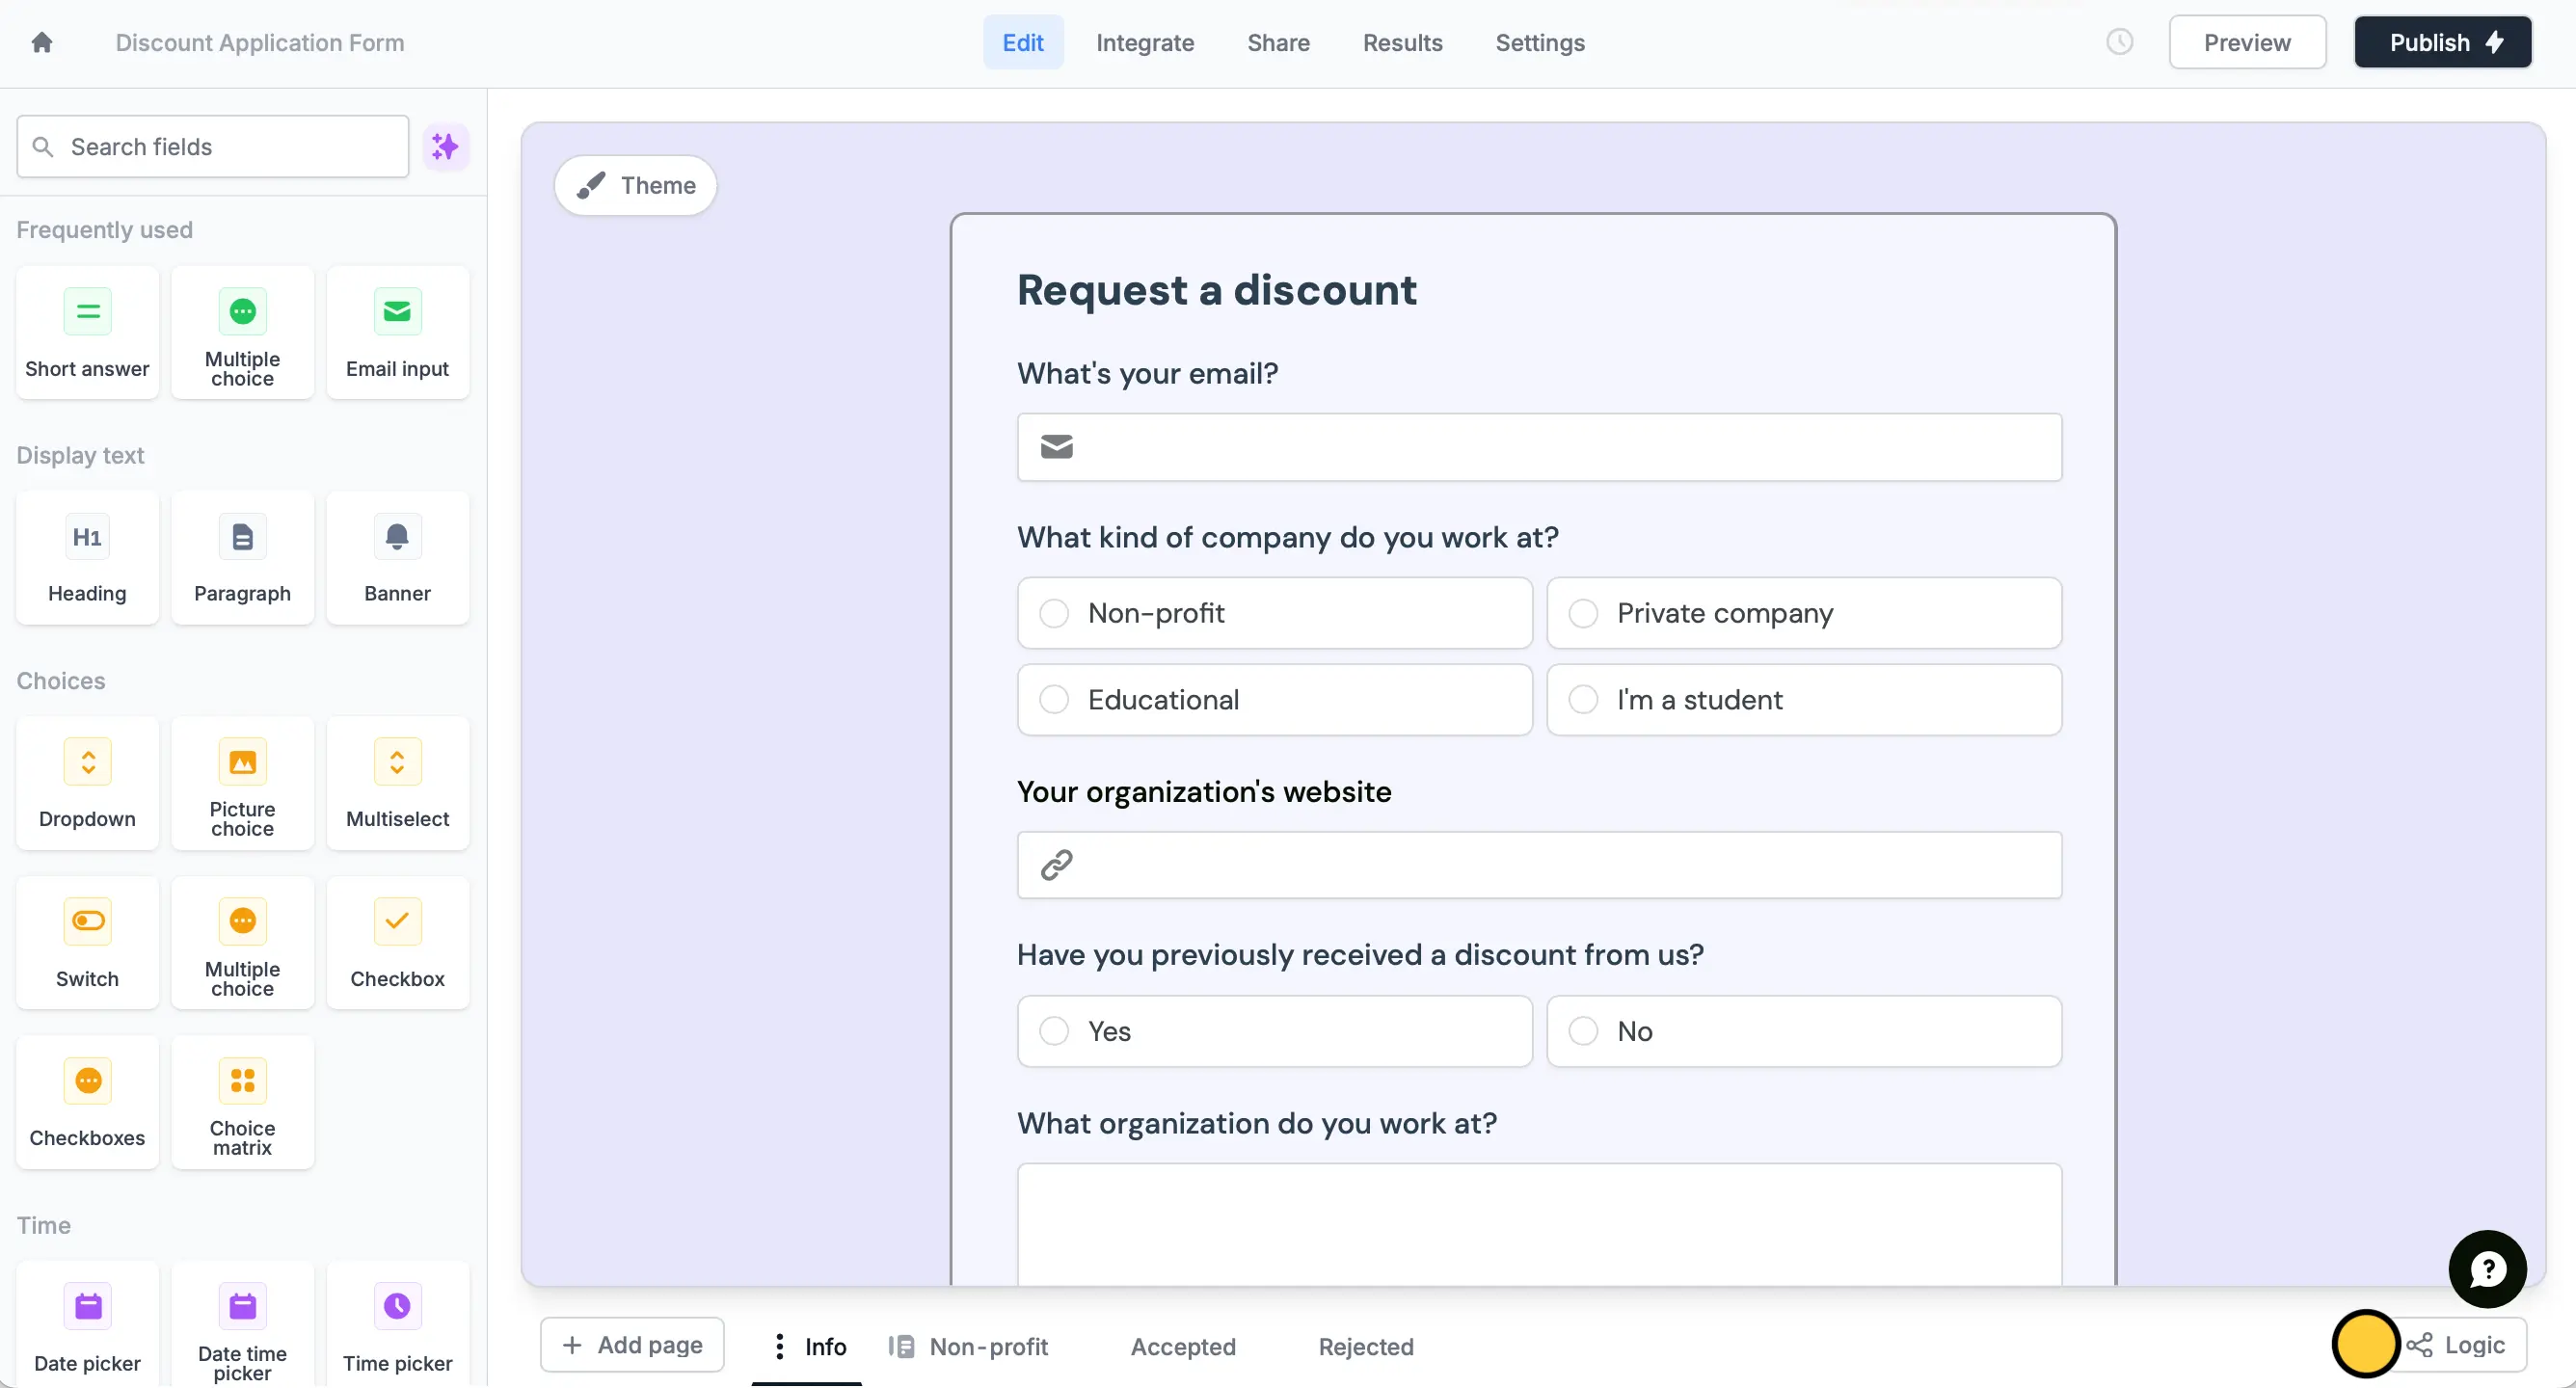 Discount Application Form
Edit
Integrate
Share
Results
Settings
Preview
Publish
Search fields
Theme
Frequently used
Short answer
Multiple
choice
Email input
Display text
H1
Heading
Paragraph
Banner
Choices
Dropdown
Picture
choice
Multiselect
Switch
Multiple
choice
Checkbox
Checkboxes
Choice
matrix
Time
Date picker
Date time
picker
Time picker
Request a discount
What's your email?
What kind of company do you work at?
Non-profit
Private company
Educational
I'm a student
Your organization's website
Have you previously received a discount from us?
Yes
No
What organization do you work at?
?
+ Add page
Info
Non-profit
Accepted
Rejected
Logic